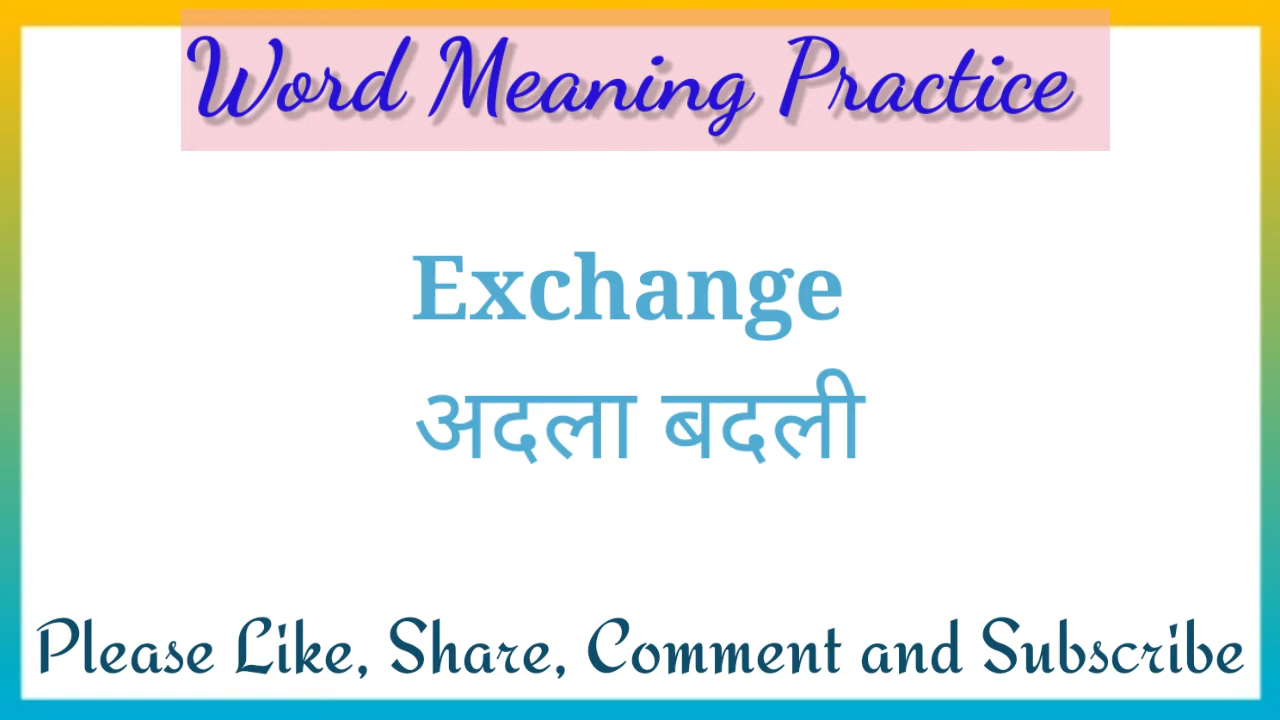 Word Meaning Practice
Exchange
अदला बदली
Please Like, Share, Comment and Subscribe